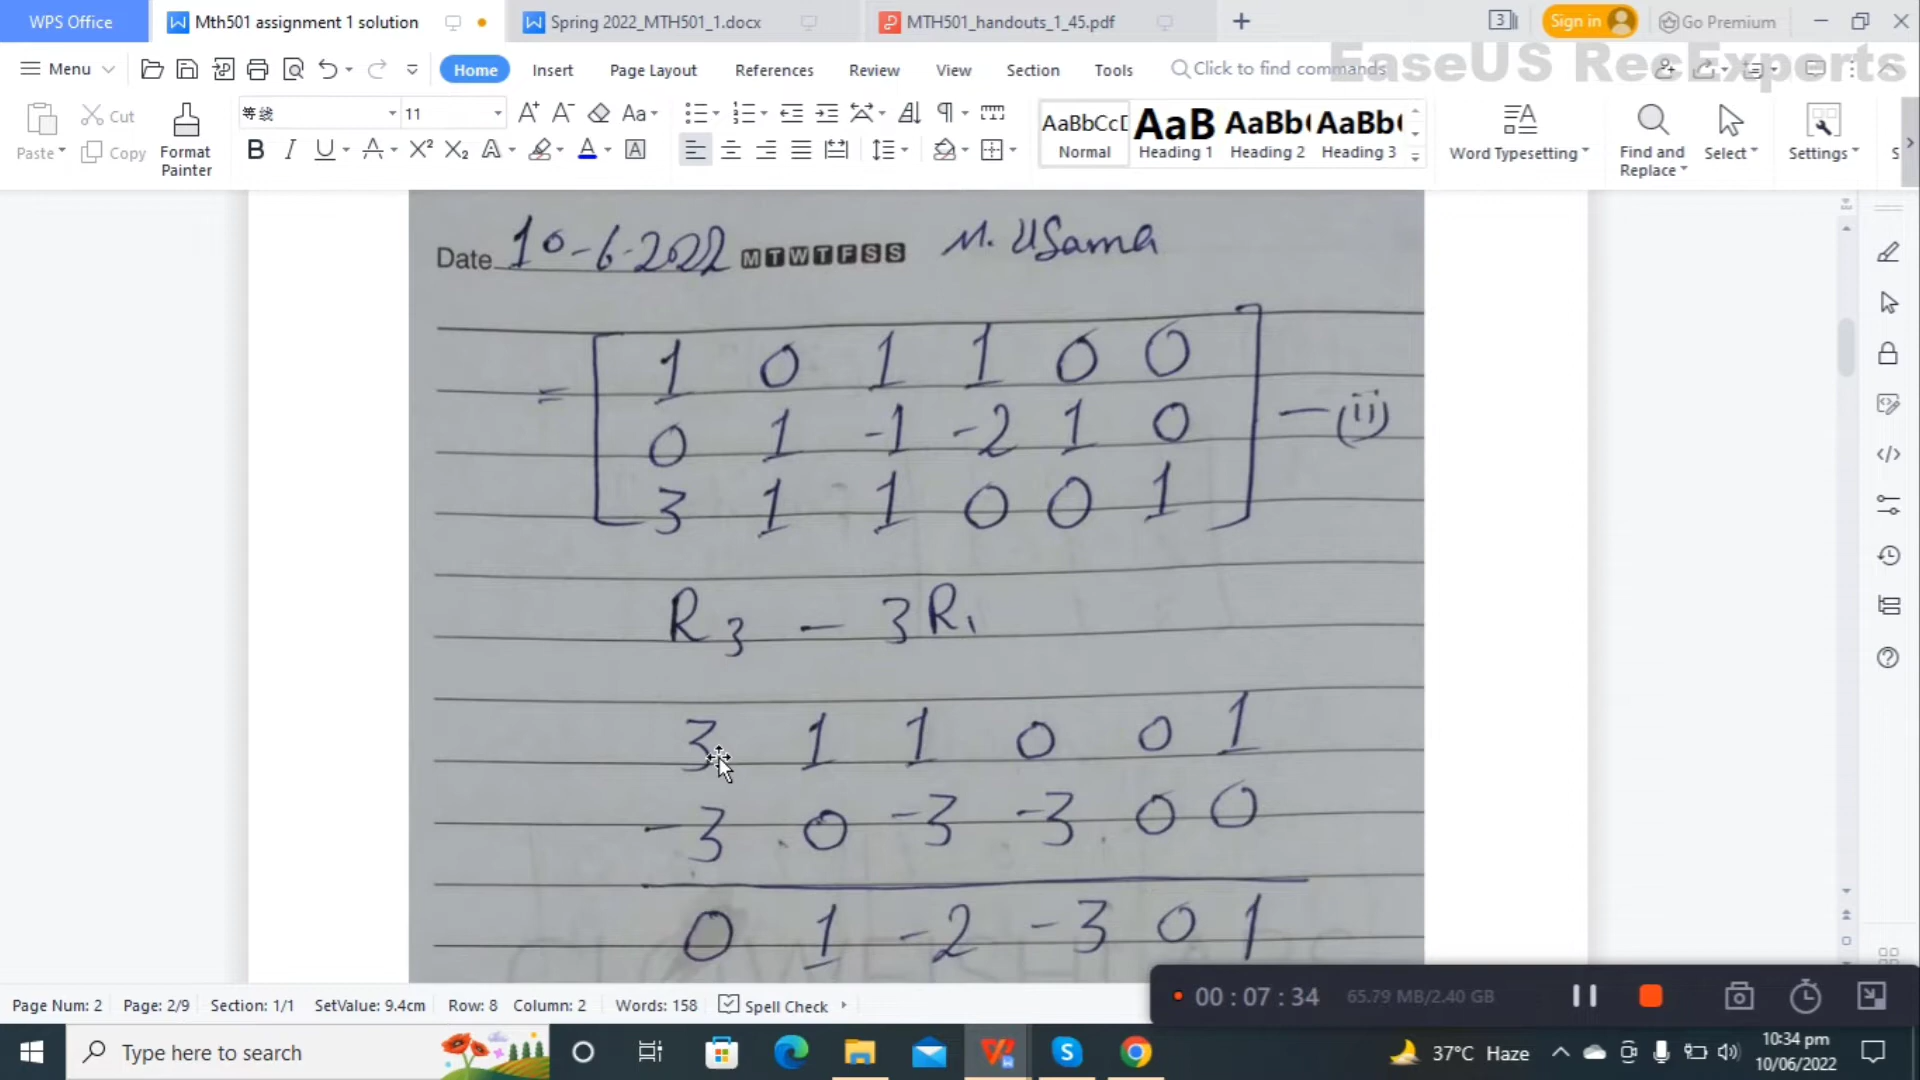 WPS Office Mth501 assignment 1 solution Spring 2022_MTH501_1.docx MTH501_handouts_1_45.pdf + 3 Sign in Go Premium
Menu Home Insert Page Layout References Review View Section Tools Click to find commands
EaseUS RecExports
Paste Cut Copy Format Painter
等线 11
B I U A X² X₂ A A A
AaBbCcD Normal AaB Heading 1 AaBb( Heading 2 AaBb( Heading 3
Word Typesetting Find and Replace Select Settings S
Date 10-6-2022 M T W T F S S M. USama
= [ 1 0 1 1 0 0
0 1 -1 -2 1 0 ] — (ii)
3 1 1 0 0 1
R3 - 3R1
3 1 1 0 0 1
-3 0 -3 -3 0 0
0 1 -2 -3 0 1
00:07:34 65.79 MB/2.40 GB
Page Num: 2 Page: 2/9 Section: 1/1 SetValue: 9.4cm Row: 8 Column: 2 Words: 158 Spell Check
Type here to search 37°C Haze 10:34 pm
10/06/2022